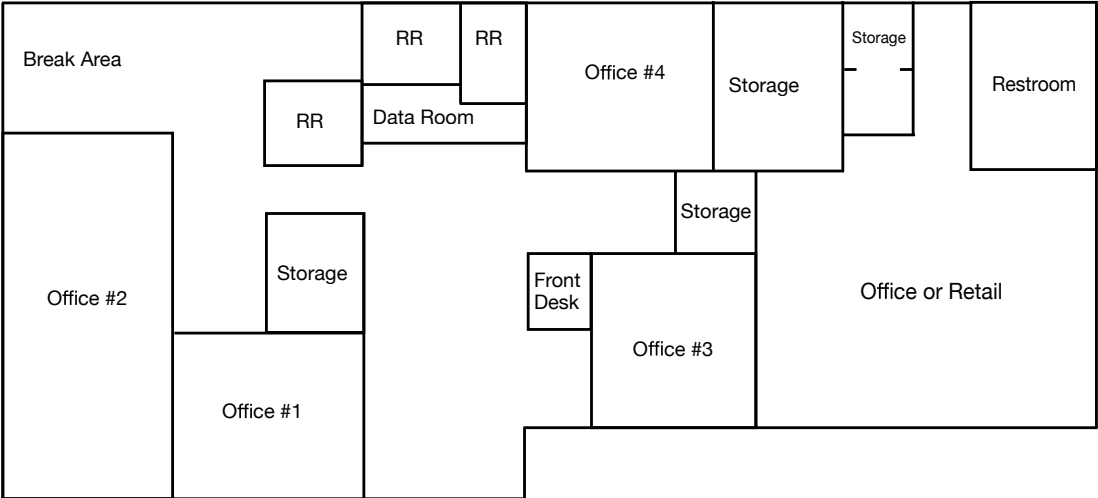 RR
RR
Storage
Break Area
Office #4
Storage
Restroom
RR
Data Room
Storage
Storage
Front
Desk
Office #2
Office or Retail
Office #3
Office #1